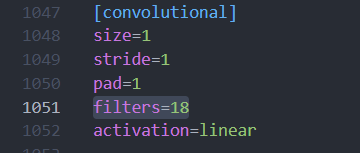 1047 [convolutional]
1048 size=1
1049 stride=1
1050 pad=1
1051 filters=18
1052 activation=linear